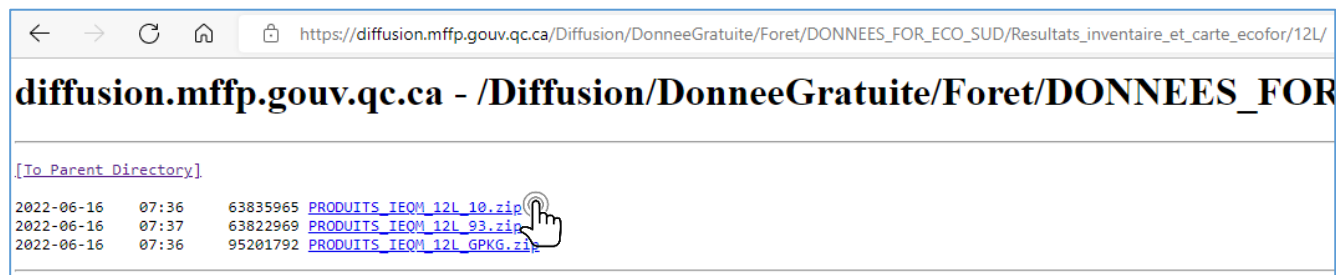 https://diffusion.mffp.gouv.qc.ca/Diffusion/DonneeGratuite/Foret/DONNEES_FOR_ECO_SUD/Resultats_inventaire_et_carte_ecofor/12L/
diffusion.mffp.gouv.qc.ca - /Diffusion/DonneeGratuite/Foret/DONNEES_FOR
[To Parent Directory]
2022-06-16 07:36 63835965 PRODUITS_IEQM_12L_10.zip
2022-06-16 07:37 63822969 PRODUITS_IEQM_12L_93.zip
2022-06-16 07:36 95201792 PRODUITS_IEQM_12L_GPKG.zip